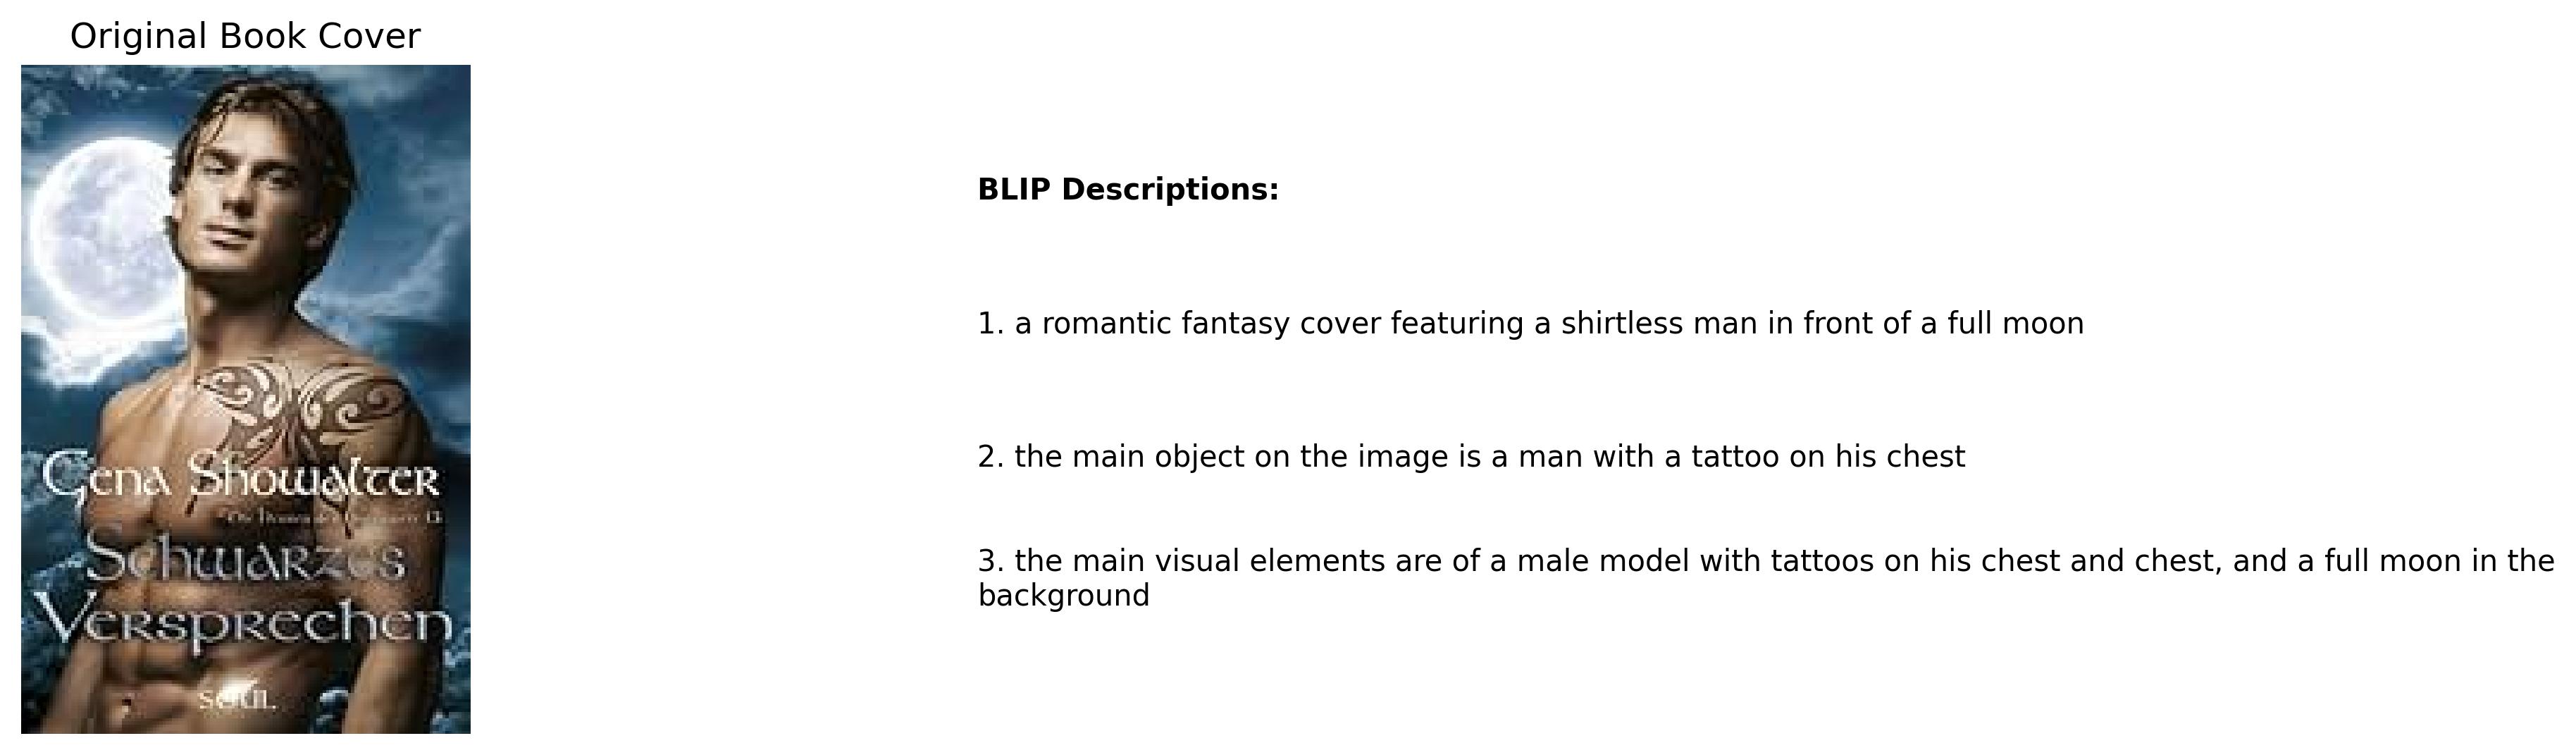 Original Book Cover
Gena Showalter
Schwarzes
Versprechen
BLIP Descriptions:
1. a romantic fantasy cover featuring a shirtless man in front of a full moon
2. the main object on the image is a man with a tattoo on his chest
3. the main visual elements are of a male model with tattoos on his chest and chest, and a full moon in the
background